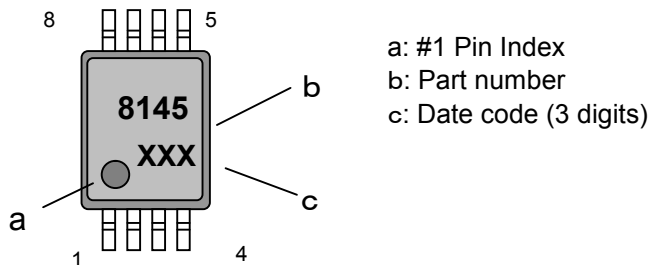 8 5
8145
XXX
a
b
c
1 4
a: #1 Pin Index
b: Part number
c: Date code (3 digits)